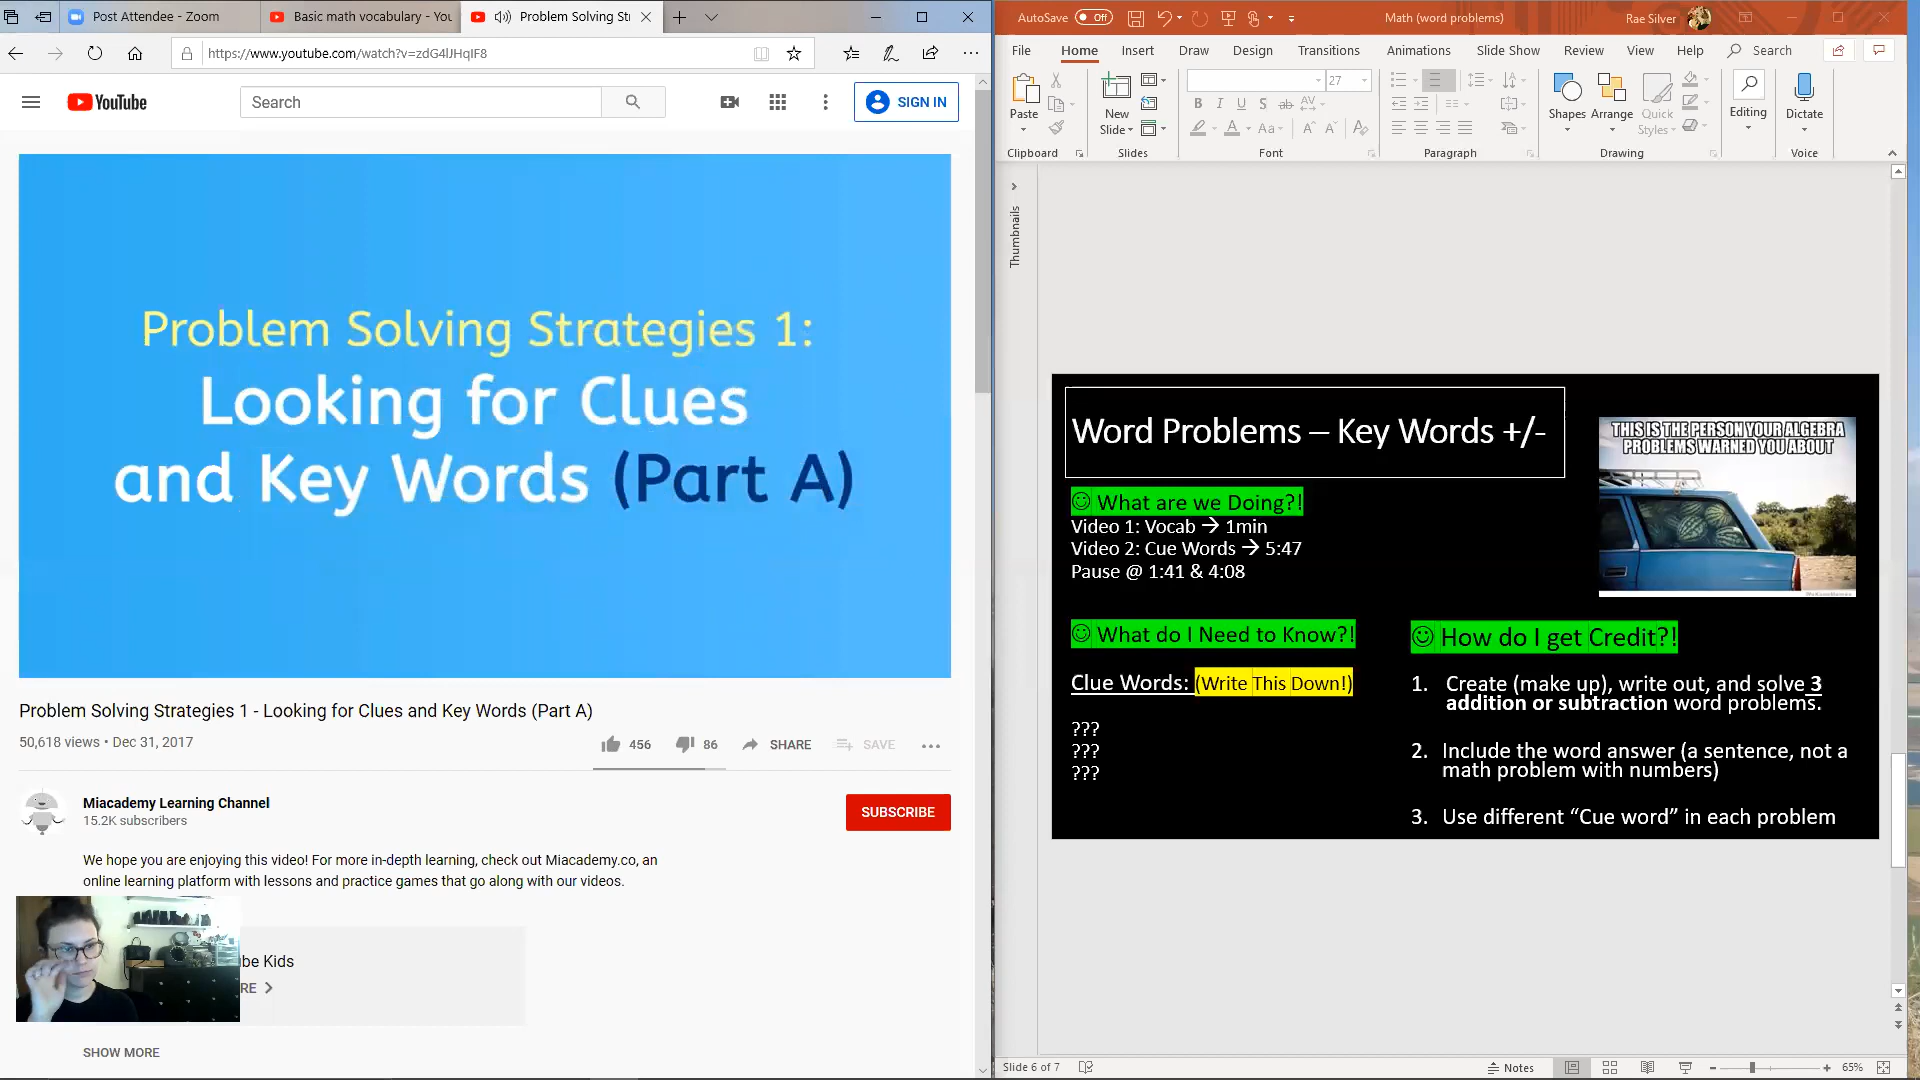 Post Attendee - Zoom
Basic math vocabulary - You
Problem Solving St
https://www.youtube.com/watch?v=zdG4lJHqIF8
YouTube
Search
SIGN IN
Problem Solving Strategies 1:
Looking for Clues
and Key Words (Part A)
Problem Solving Strategies 1 - Looking for Clues and Key Words (Part A)
50,618 views • Dec 31, 2017
456
86
SHARE
SAVE
Miacademy Learning Channel
15.2K subscribers
SUBSCRIBE
We hope you are enjoying this video! For more in-depth learning, check out Miacademy.co, an
online learning platform with lessons and practice games that go along with our videos.
be Kids
RE
SHOW MORE
AutoSave Off
Math (word problems)
Rae Silver
File Home Insert Draw Design Transitions Animations Slide Show Review View Help Search
Paste
Clipboard
New
Slide
Slides
27
B I U S ab AV
A Aa A A A
Font
Paragraph
Shapes
Arrange
Quick
Styles
Drawing
Editing
Dictate
Voice
Thumbnails
Word Problems – Key Words +/-
THIS IS THE PERSON YOUR ALGEBRA
PROBLEMS WARNED YOU ABOUT
☺ What are we Doing?!
Video 1: Vocab → 1min
Video 2: Cue Words → 5:47
Pause @ 1:41 & 4:08
☺ What do I Need to Know?!
Clue Words: (Write This Down!)
???
???
???
☺ How do I get Credit?!
1. Create (make up), write out, and solve 3
addition or subtraction word problems.
2. Include the word answer (a sentence, not a
math problem with numbers)
3. Use different “Cue word” in each problem
Slide 6 of 7
Notes
65%